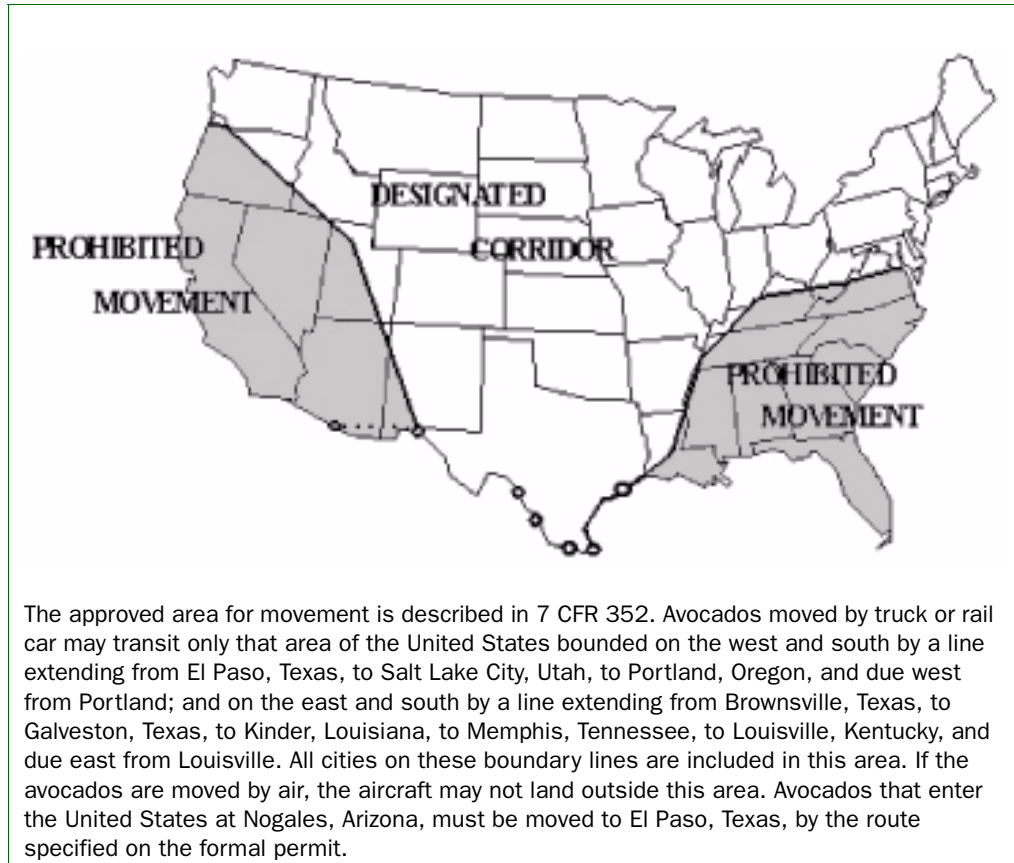 DESIGNATED
CORRIDOR
PROHIBITED
MOVEMENT
PROHIBITED
MOVEMENT
The approved area for movement is described in 7 CFR 352. Avocados moved by truck or rail
car may transit only that area of the United States bounded on the west and south by a line
extending from El Paso, Texas, to Salt Lake City, Utah, to Portland, Oregon, and due west
from Portland; and on the east and south by a line extending from Brownsville, Texas, to
Galveston, Texas, to Kinder, Louisiana, to Memphis, Tennessee, to Louisville, Kentucky, and
due east from Louisville. All cities on these boundary lines are included in this area. If the
avocados are moved by air, the aircraft may not land outside this area. Avocados that enter
the United States at Nogales, Arizona, must be moved to El Paso, Texas, by the route
specified on the formal permit.